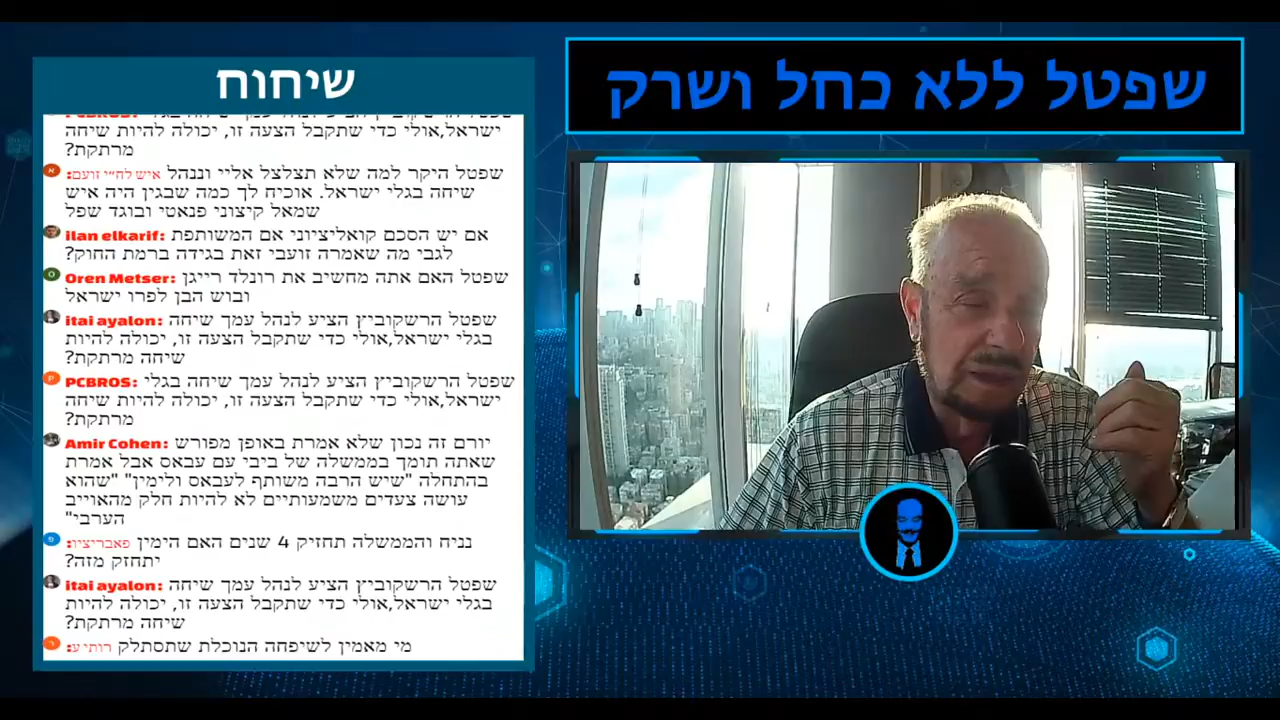 שפטל ללא כחל ושרק
שיחוח
ישראל,אולי כדי שתקבל הצעה זו, יכולה להיות שיחה
מרתקת?
איש לח״י זועם: שפטל היקר למה שלא תצלצל אליי וננהל
שיחה בגלי ישראל. אוכיח לך כמה שבגין היה איש
שמאל קיצוני פנאטי ובוגד שפל
ilan elkarif: אם יש הסכם קואליציוני אם המשותפת
לגבי מה שאמרה זועבי זאת בגידה ברמת החוק?
Oren Metser: שפטל האם אתה מחשיב את רונלד רייגן
ובוש הבן לפרו ישראל
itai ayalon: שפטל הרשקוביץ הציע לנהל עמך שיחה
בגלי ישראל,אולי כדי שתקבל הצעה זו, יכולה להיות
שיחה מרתקת?
PCBROS: שפטל הרשקוביץ הציע לנהל עמך שיחה בגלי
ישראל,אולי כדי שתקבל הצעה זו, יכולה להיות שיחה
מרתקת?
Amir Cohen: יורם זה נכון שלא אמרת באופן מפורש
שאתה תומך בממשלה של ביבי עם עבאס אבל אמרת
בהתחלה "שיש הרבה משותף לעבאס ולימין" "שהוא
עושה צעדים משמעותיים לא להיות חלק מהאוייב
הערבי"
פאבריציו: נניח והממשלה תחזיק 4 שנים האם הימין
יתחזק מזה?
itai ayalon: שפטל הרשקוביץ הציע לנהל עמך שיחה
בגלי ישראל,אולי כדי שתקבל הצעה זו, יכולה להיות
שיחה מרתקת?
רותי ע: מי מאמין לשיפחה הנוכלת שתסתלק